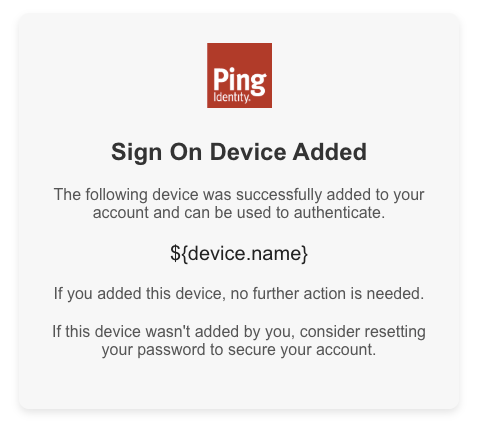 Ping
Identity.
Sign On Device Added
The following device was successfully added to your
account and can be used to authenticate.
${device.name}
If you added this device, no further action is needed.
If this device wasn't added by you, consider resetting
your password to secure your account.